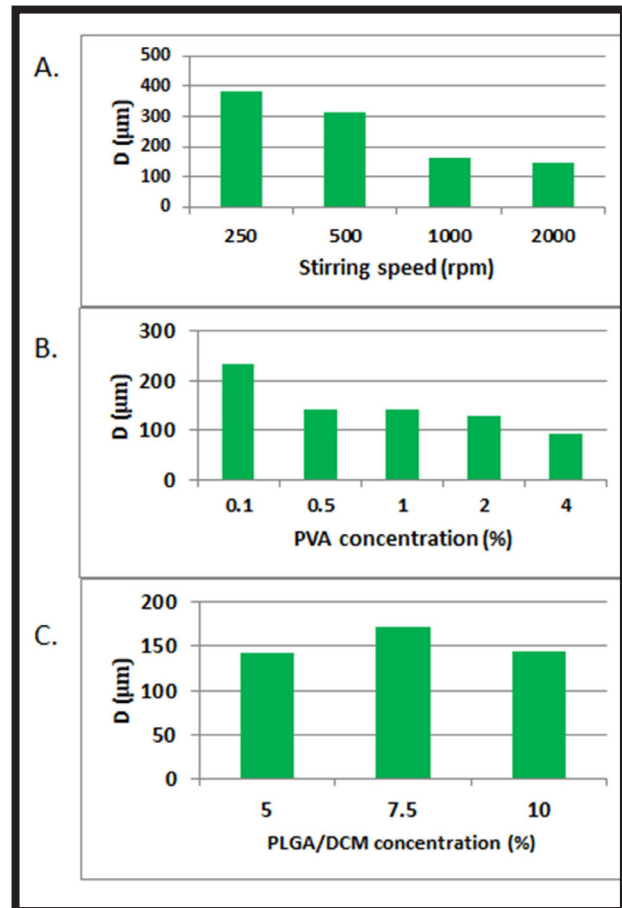 A.
D (µm)
500
400
300
200
100
0
250 500 1000 2000
Stirring speed (rpm)
B.
D (µm)
300
200
100
0
0.1 0.5 1 2 4
PVA concentration (%)
C.
D (µm)
200
150
100
50
0
5 7.5 10
PLGA/DCM concentration (%)